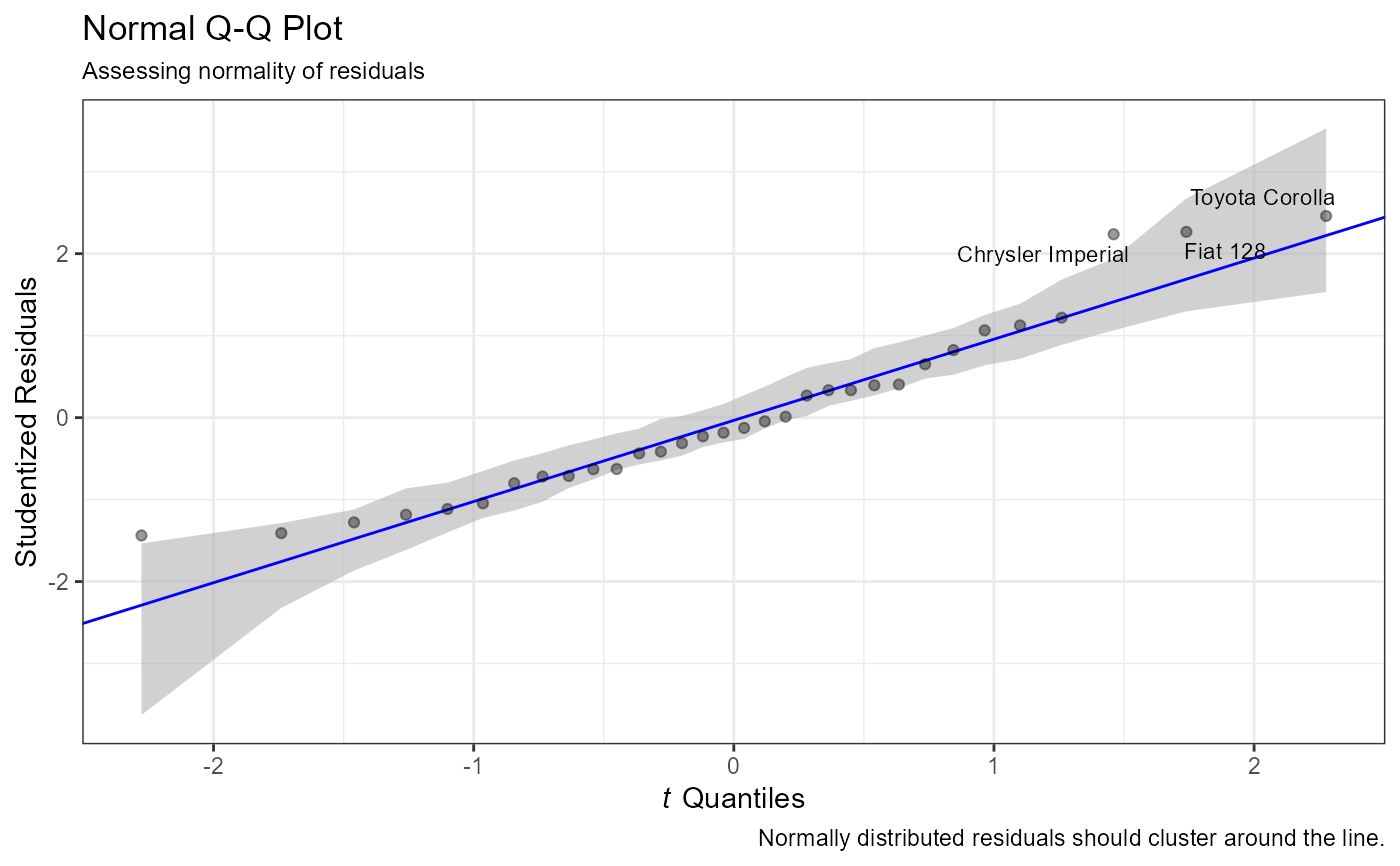 Normal Q-Q Plot
Assessing normality of residuals
Studentized Residuals
2
0
-2
Toyota Corolla
Chrysler Imperial
Fiat 128
-2
-1
0
1
2
t Quantiles
Normally distributed residuals should cluster around the line.